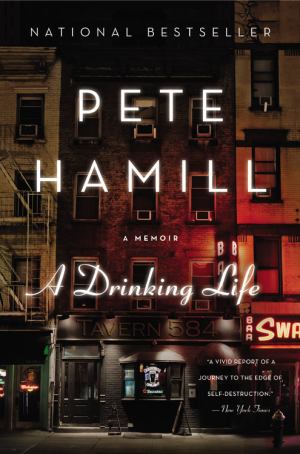 NATIONAL BESTSELLER
PETE
HAMILL
A MEMOIR
A Drinking Life
TAVERN 584
BAR
BAR
SWA
"A VIVID REPORT OF A
JOURNEY TO THE EDGE OF
SELF-DESTRUCTION."
—New York Times